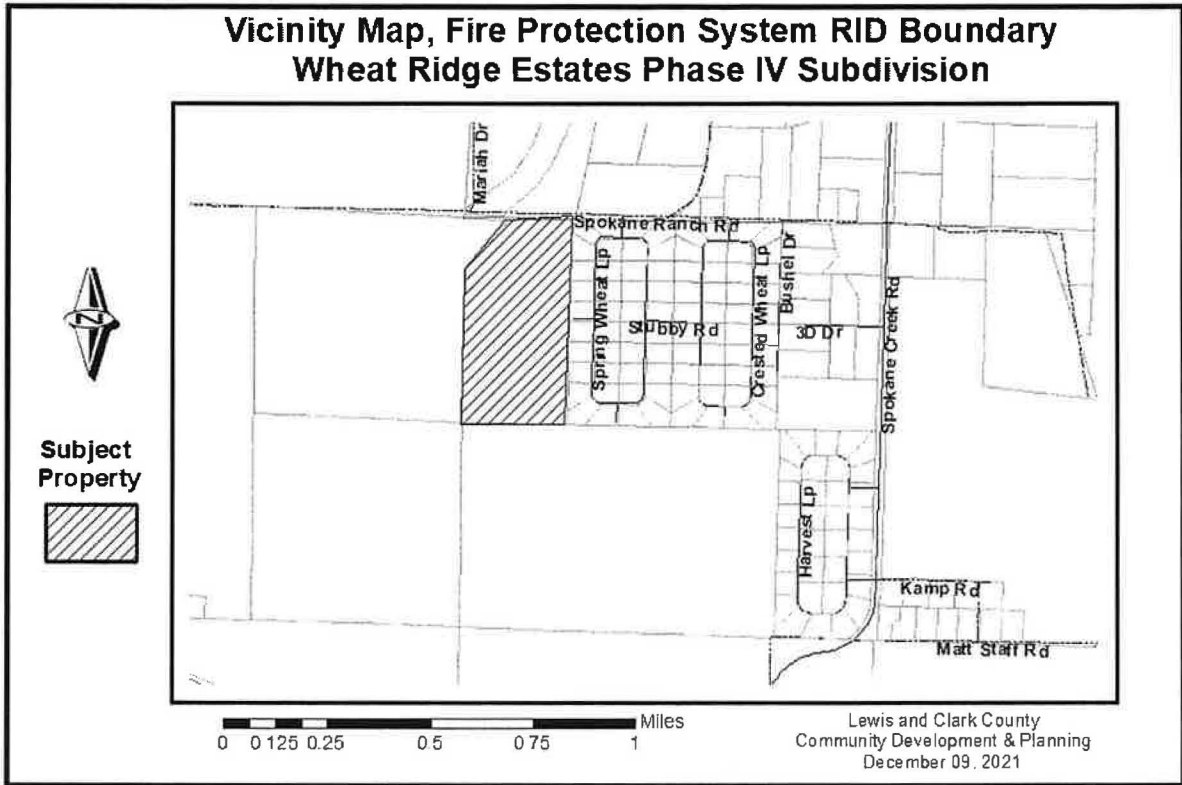 Vicinity Map, Fire Protection System RID Boundary
Wheat Ridge Estates Phase IV Subdivision
Mariah Dr
Spokane Ranch Rd
Spring Wheat Lp
Stubby Rd
Crested Wheat Lp
Bushel Dr
3D Dr
Spokane Creek Rd
N
Subject
Property
Harvest Lp
Kamp Rd
Matt Staff Rd
Miles
0 0 125 0.25 0.5 0.75 1
Lewis and Clark County
Community Development & Planning
December 09, 2021